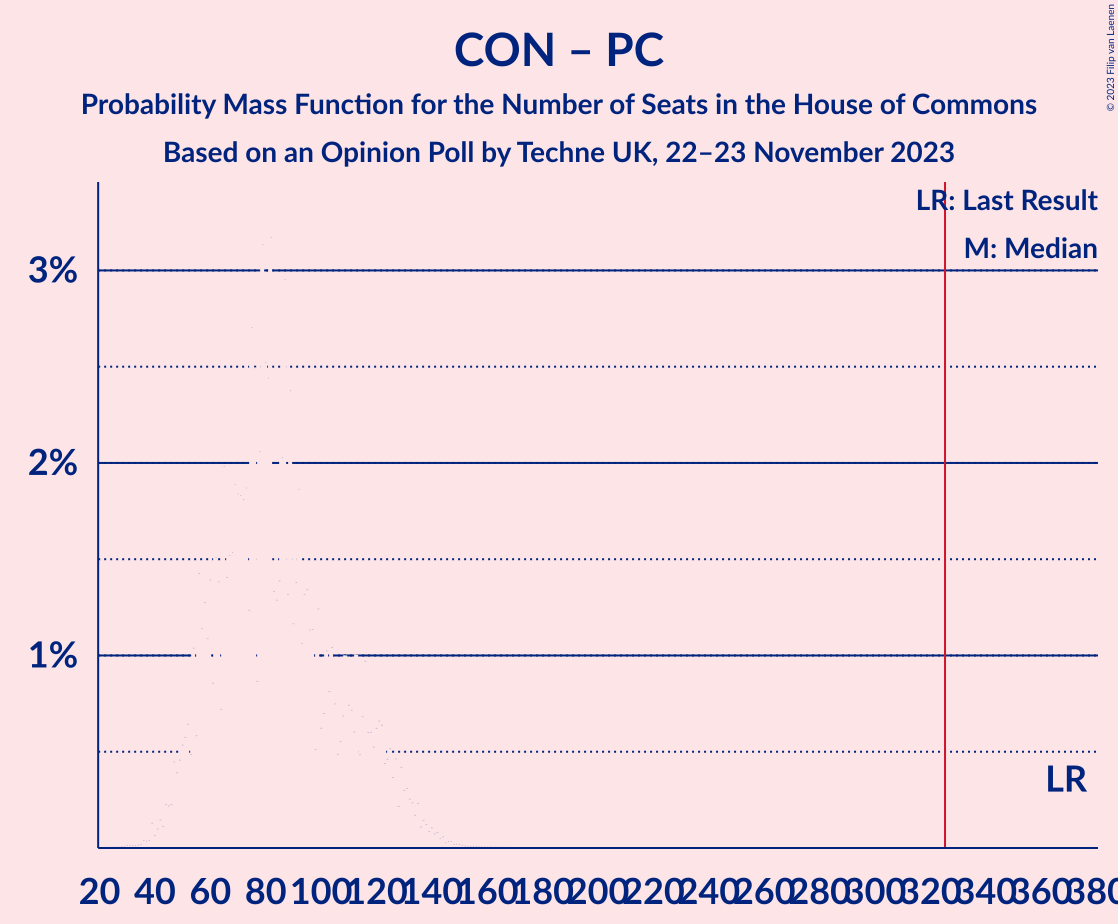 CON – PC
Probability Mass Function for the Number of Seats in the House of Commons
Based on an Opinion Poll by Techne UK, 22–23 November 2023
© 2023 Filip van Laenen
LR: Last Result
M: Median
3%
2%
1%
LR
20 40 60 80 100 120 140 160 180 200 220 240 260 280 300 320 340 360 380